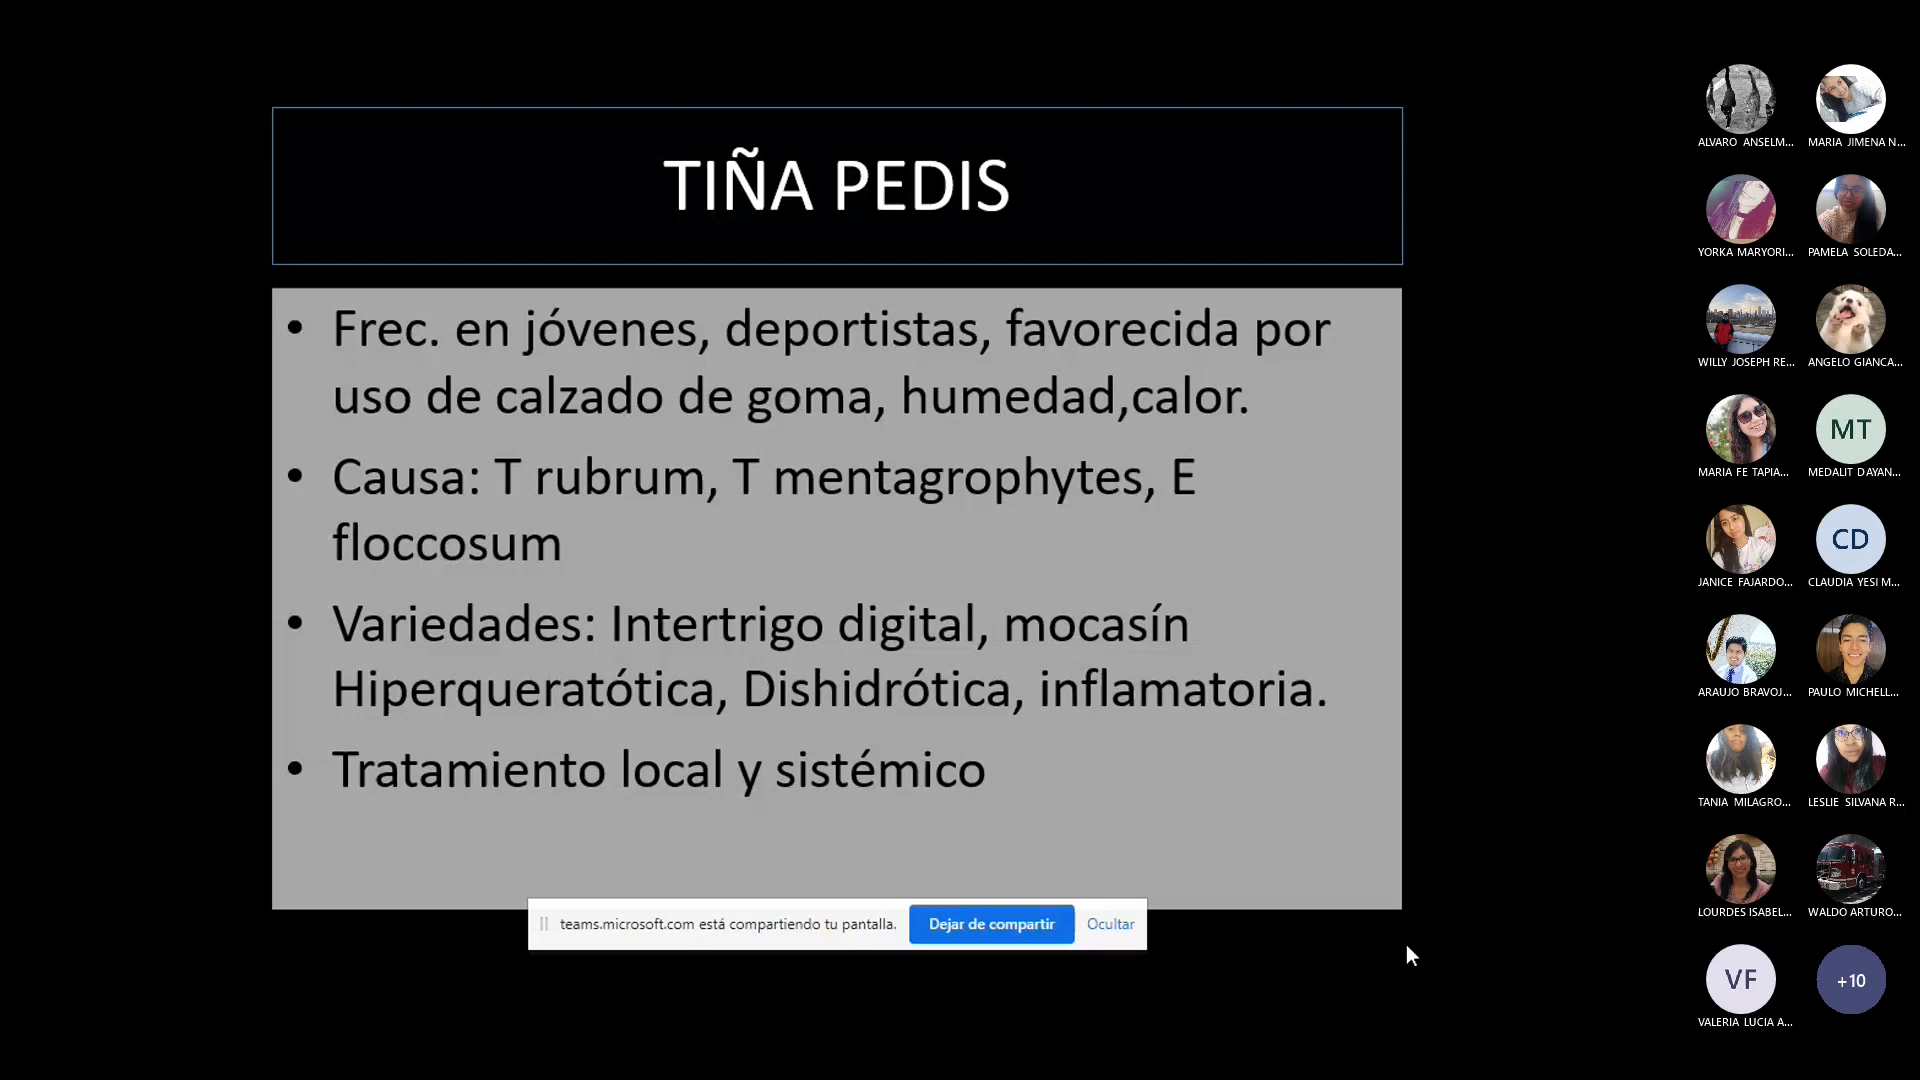 TIÑA PEDIS
• Frec. en jóvenes, deportistas, favorecida por
uso de calzado de goma, humedad,calor.
• Causa: T rubrum, T mentagrophytes, E
floccosum
• Variedades: Intertrigo digital, mocasín
Hiperqueratótica, Dishidrótica, inflamatoria.
• Tratamiento local y sistémico
teams.microsoft.com está compartiendo tu pantalla. Dejar de compartir Ocultar
ALVARO ANSELM... MARIA JIMENA N...
YORKA MARYORI... PAMELA SOLEDA...
WILLY JOSEPH RE... ANGELO GIANCA...
MT
MARIA FE TAPIA... MEDALIT DAYAN...
CD
JANICE FAJARDO... CLAUDIA YESI M...
ARAUJO BRAVOJ... PAULO MICHELL...
TANIA MILAGRO... LESLIE SILVANA R...
LOURDES ISABEL... WALDO ARTURO...
VF +10
VALERIA LUCIA A...